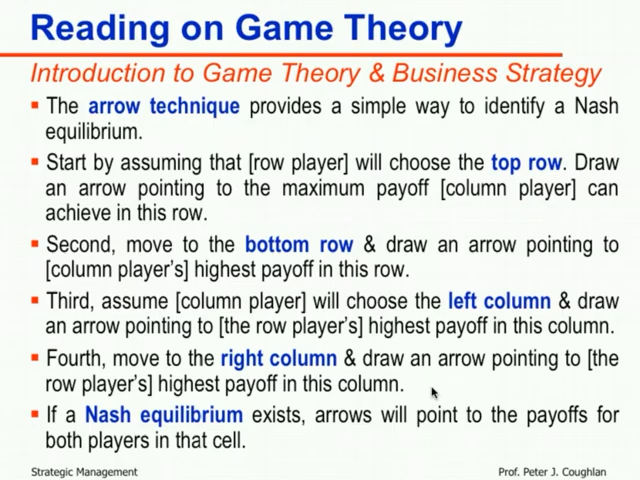 Reading on Game Theory
Introduction to Game Theory & Business Strategy
▪ The arrow technique provides a simple way to identify a Nash
equilibrium.
▪ Start by assuming that [row player] will choose the top row. Draw
an arrow pointing to the maximum payoff [column player] can
achieve in this row.
▪ Second, move to the bottom row & draw an arrow pointing to
[column player's] highest payoff in this row.
▪ Third, assume [column player] will choose the left column & draw
an arrow pointing to [the row player's] highest payoff in this column.
▪ Fourth, move to the right column & draw an arrow pointing to [the
row player's] highest payoff in this column.
▪ If a Nash equilibrium exists, arrows will point to the payoffs for
both players in that cell.
Strategic Management
Prof. Peter J. Coughlan